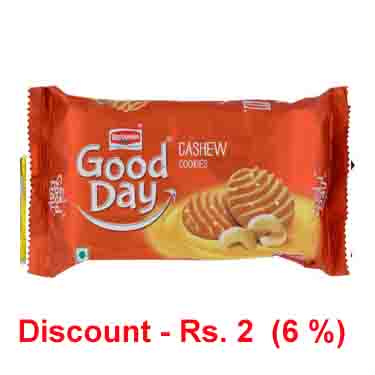 BRITANNIA
Good
Day
CASHEW
COOKIES
Discount - Rs. 2 (6 %)